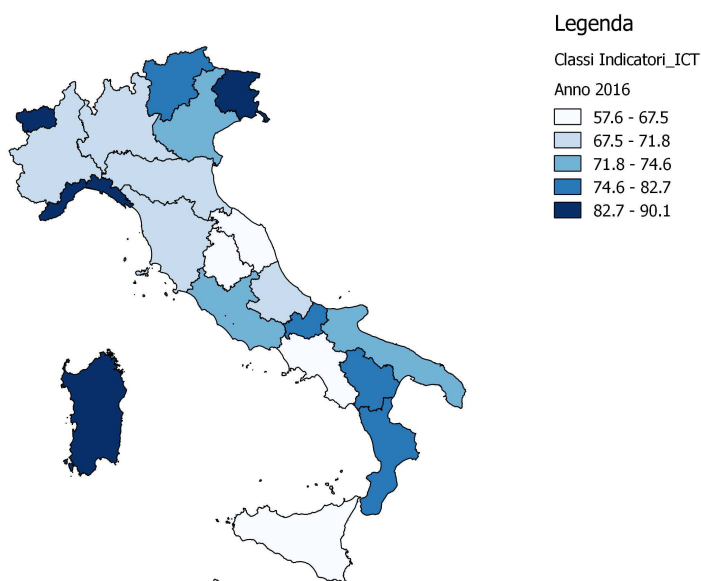 Legenda
Classi Indicatori_ICT
Anno 2016
57.6 - 67.5
67.5 - 71.8
71.8 - 74.6
74.6 - 82.7
82.7 - 90.1